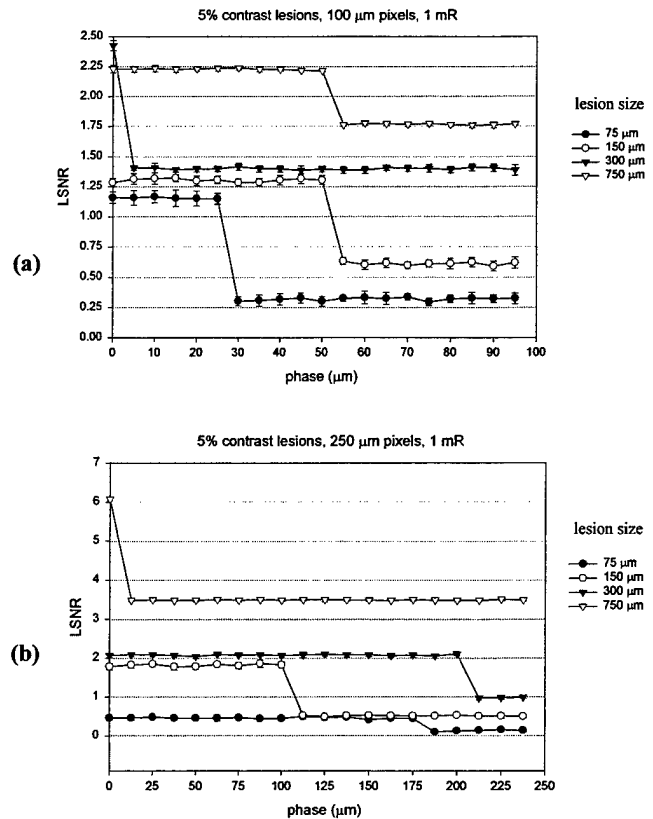 5% contrast lesions, 100 μm pixels, 1 mR
2.50
2.25
2.00
1.75
1.50
1.25
1.00
0.75
0.50
0.25
0.00
LSNR
(a)
0 10 20 30 40 50 60 70 80 90 100
phase (μm)
lesion size
75 μm
150 μm
300 μm
750 μm
5% contrast lesions, 250 μm pixels, 1 mR
7
6
5
4
3
2
1
0
LSNR
(b)
0 25 50 75 100 125 150 175 200 225 250
phase (μm)
lesion size
75 μm
150 μm
300 μm
750 μm